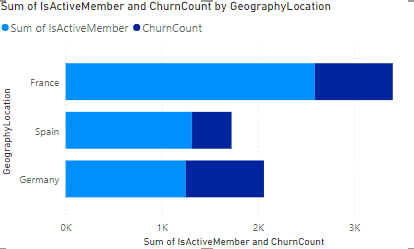 Sum of IsActiveMember and ChurnCount by GeographyLocation
Sum of IsActiveMember ChurnCount
GeographyLocation
France
Spain
Germany
0K 1K 2K 3K
Sum of IsActiveMember and ChurnCount